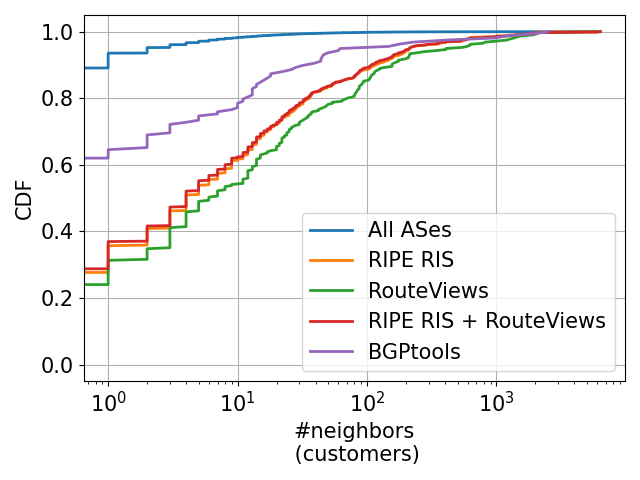 1.0
0.8
0.6
0.4
0.2
0.0
CDF
All ASes
RIPE RIS
RouteViews
RIPE RIS + RouteViews
BGPtools
10⁰ 10¹ 10² 10³
#neighbors
(customers)